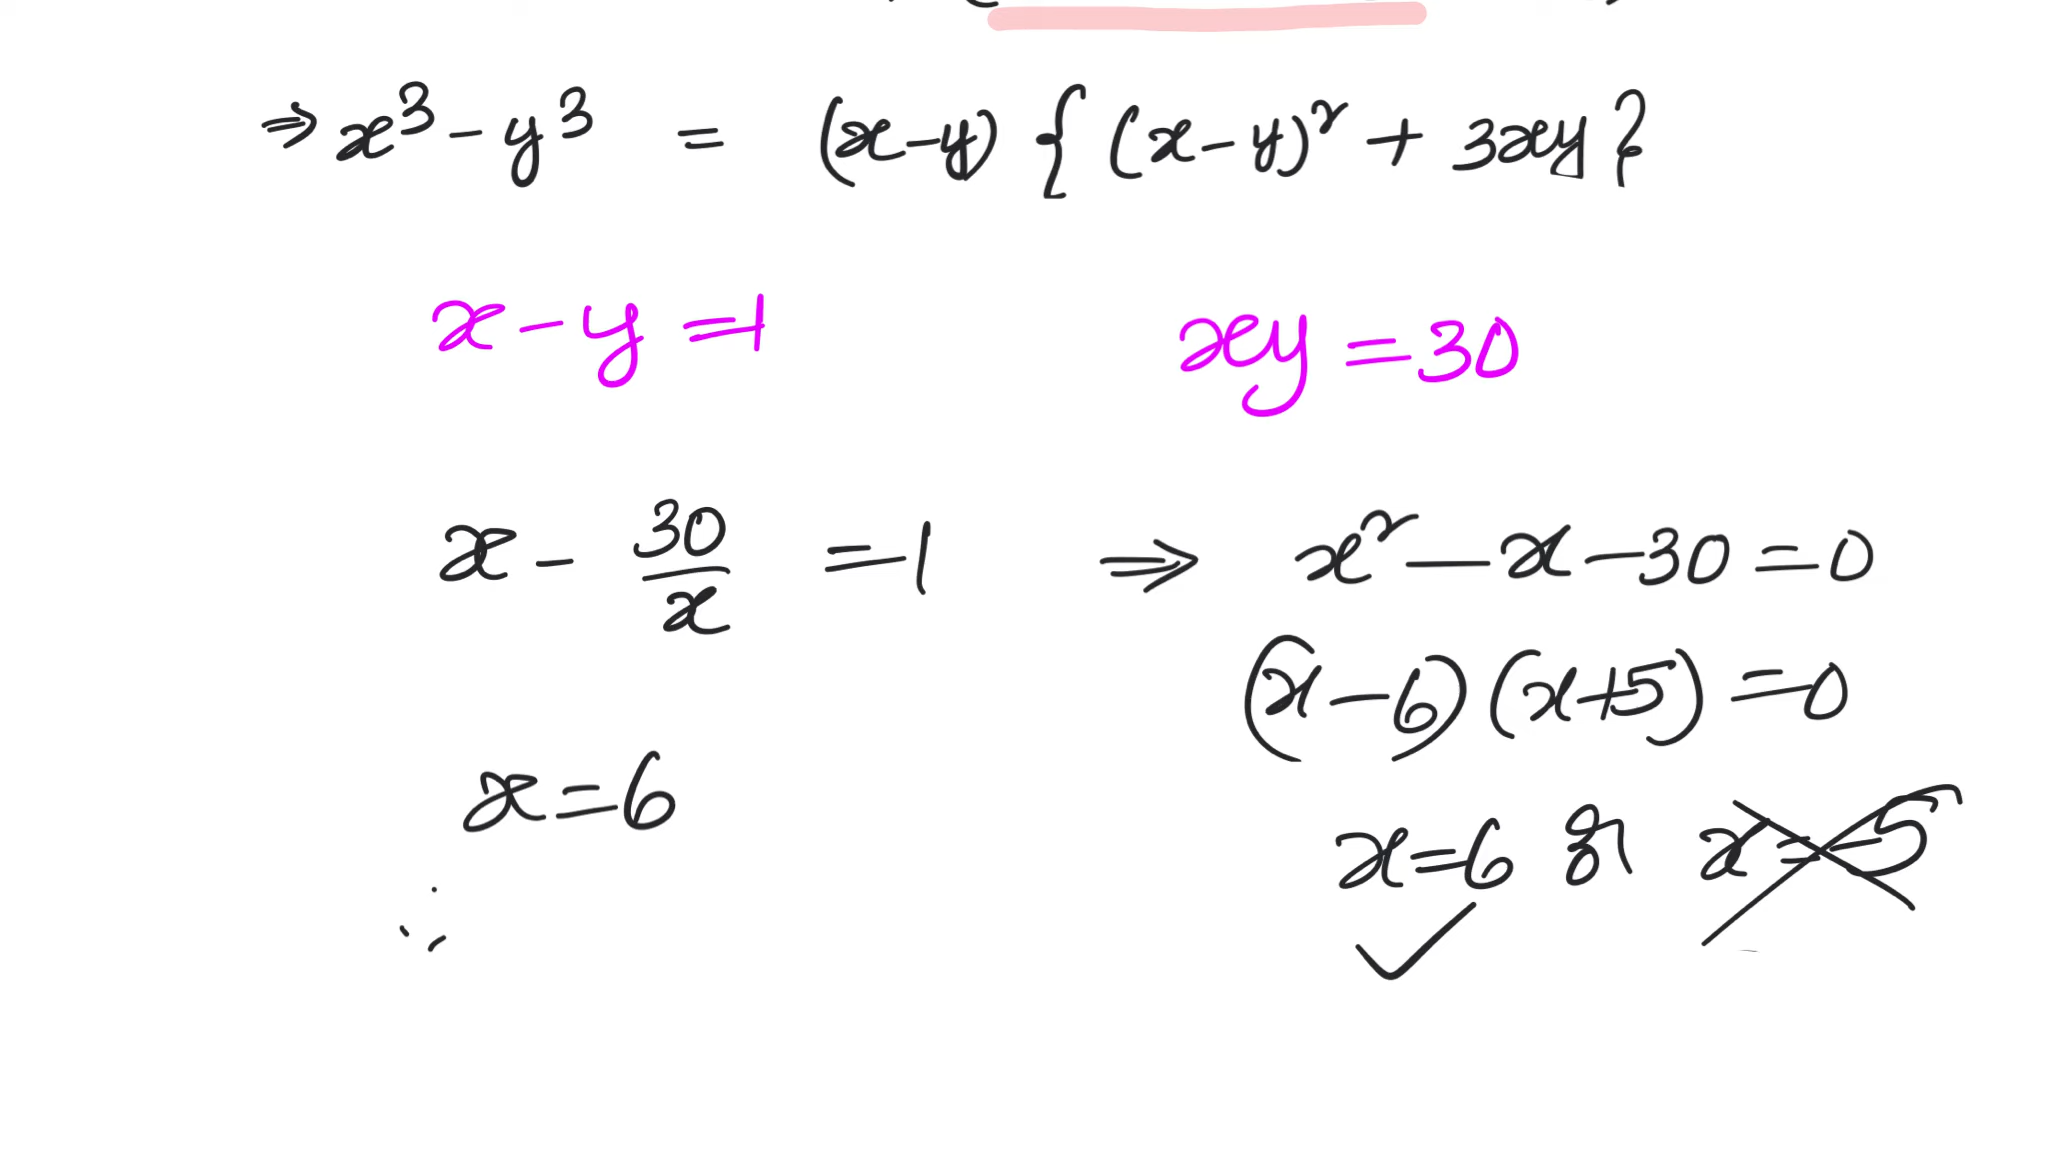 ⇒ x³ - y³ = (x-y) { (x-y)² + 3xy }
x - y = 1 xy = 30
x - 30/x = 1 ⇒ x² - x - 30 = 0
(x-6) (x+5) = 0
x = 6
x = 6 or x = -5
∴